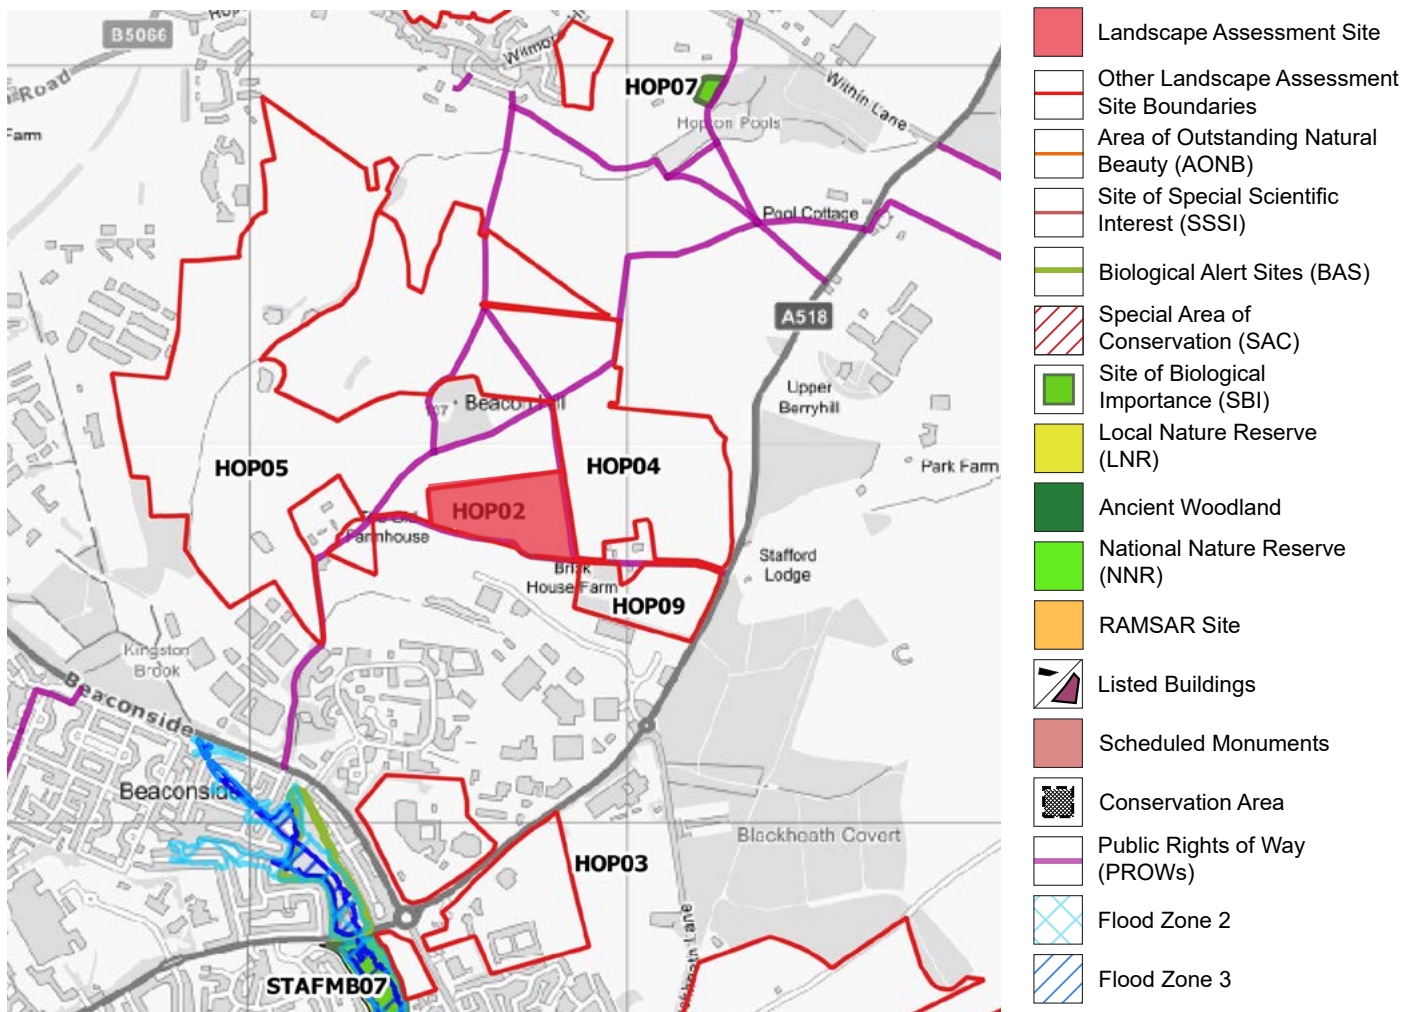 B5066
Road
Farm
Wilmore
HOP07
Hopton Pools
Within Lane
Pool Cottage
A518
Upper
Berryhill
Park Farm
Beacon Hill
HOP05
HOP04
HOP02
Farmhouse
Stafford
Lodge
Brick
House Farm
HOP09
Kingston
Brook
Beaconside
Beaconside
Blackheath Covert
HOP03
STAFMB07
Landscape Assessment Site
Other Landscape Assessment
Site Boundaries
Area of Outstanding Natural
Beauty (AONB)
Site of Special Scientific
Interest (SSSI)
Biological Alert Sites (BAS)
Special Area of
Conservation (SAC)
Site of Biological
Importance (SBI)
Local Nature Reserve
(LNR)
Ancient Woodland
National Nature Reserve
(NNR)
RAMSAR Site
Listed Buildings
Scheduled Monuments
Conservation Area
Public Rights of Way
(PROWs)
Flood Zone 2
Flood Zone 3